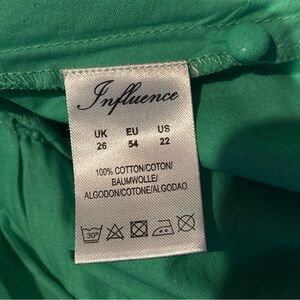 Influence
UK EU US
26 54 22
100% COTTON/COTON/
BAUMWOLLE/
ALGODON/COTONE/ALGODAO
30°